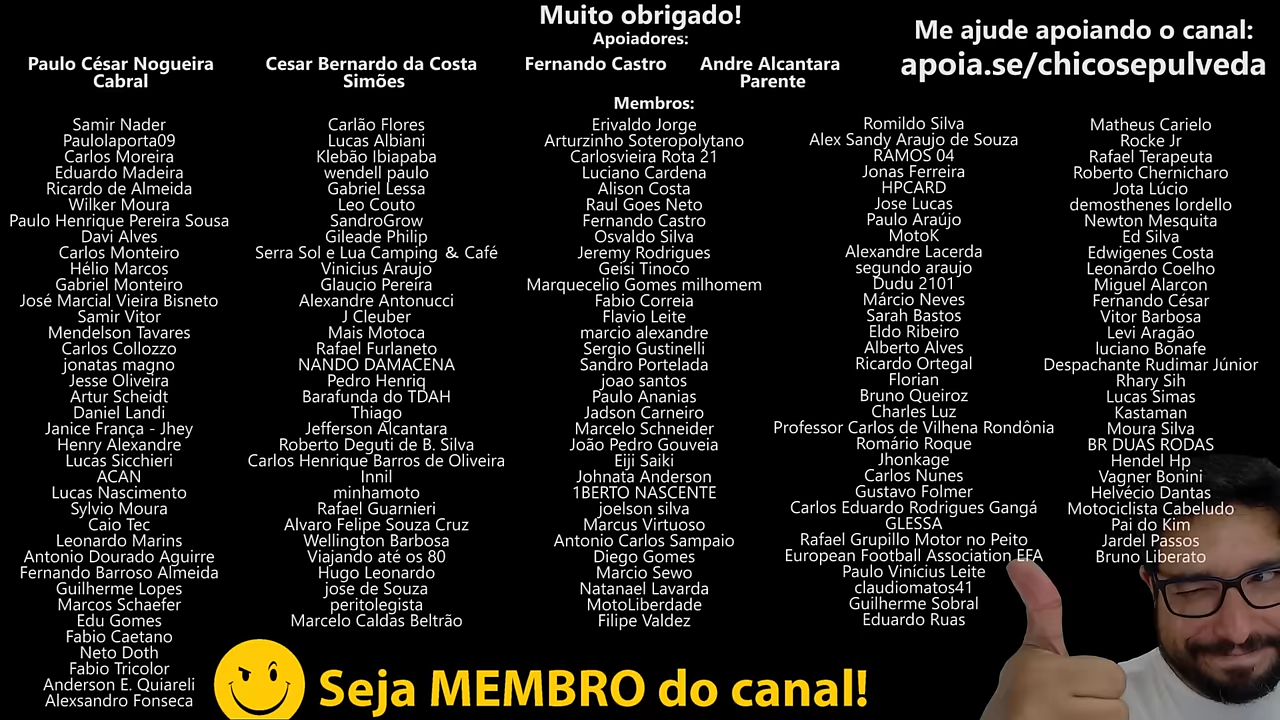 Muito obrigado!
Apoiadores:
Paulo César Nogueira
Cabral
Cesar Bernardo da Costa
Simões
Fernando Castro
Andre Alcantara
Parente
Me ajude apoiando o canal:
apoia.se/chicosepulveda
Membros:
Samir Nader
Paulolaporta09
Carlos Moreira
Eduardo Madeira
Ricardo de Almeida
Wilker Moura
Paulo Henrique Pereira Sousa
Davi Alves
Carlos Monteiro
Hélio Marcos
Gabriel Monteiro
José Marcial Vieira Bisneto
Samir Vitor
Mendelson Tavares
Carlos Collozzo
jonatas magno
Jesse Oliveira
Artur Scheidt
Daniel Landi
Janice França - Jhey
Henry Alexandre
Lucas Sicchieri
ACAN
Lucas Nascimento
Sylvio Moura
Caio Tec
Leonardo Marins
Antonio Dourado Aguirre
Fernando Barroso Almeida
Guilherme Lopes
Marcos Schaefer
Edu Gomes
Fabio Caetano
Neto Doth
Fabio Tricolor
Anderson E. Quiareli
Alexsandro Fonseca
Carlão Flores
Lucas Albiani
Klebão Ibiapaba
wendell paulo
Gabriel Lessa
Leo Couto
SandroGrow
Gileade Philip
Serra Sol e Lua Camping & Café
Vinicius Araujo
Glaucio Pereira
Alexandre Antonucci
J Cleuber
Mais Motoca
Rafael Furlaneto
NANDO DAMACENA
Pedro Henriq
Barafunda do TDAH
Thiago
Jefferson Alcantara
Roberto Deguti de B. Silva
Carlos Henrique Barros de Oliveira
Innil
minhamoto
Rafael Guarnieri
Alvaro Felipe Souza Cruz
Wellington Barbosa
Viajando até os 80
Hugo Leonardo
jose de Souza
peritolegista
Marcelo Caldas Beltrão
Erivaldo Jorge
Arturzinho Soteropolytano
Carlosvieira Rota 21
Luciano Cardena
Alison Costa
Raul Goes Neto
Fernando Castro
Osvaldo Silva
Jeremy Rodrigues
Geisi Tinoco
Marquecelio Gomes milhomem
Fabio Correia
Flavio Leite
marcio alexandre
Sergio Gustinelli
Sandro Portelada
joao santos
Paulo Ananias
Jadson Carneiro
Marcelo Schneider
João Pedro Gouveia
Eiji Saiki
Johnata Anderson
1BERTO NASCENTE
joelson silva
Marcus Virtuoso
Antonio Carlos Sampaio
Diego Gomes
Marcio Sewo
Natanael Lavarda
MotoLiberdade
Filipe Valdez
Romildo Silva
Alex Sandy Araujo de Souza
RAMOS 04
Jonas Ferreira
HPCARD
Jose Lucas
Paulo Araújo
MotoK
Alexandre Lacerda
segundo araujo
Dudu 2101
Márcio Neves
Sarah Bastos
Eldo Ribeiro
Alberto Alves
Ricardo Ortegal
Florian
Bruno Queiroz
Charles Luz
Professor Carlos de Vilhena Rondônia
Romário Roque
Jhonkage
Carlos Nunes
Gustavo Folmer
Carlos Eduardo Rodrigues Gangá
GLESSA
Rafael Grupillo Motor no Peito
European Football Association EFA
Paulo Vinícius Leite
claudiomatos41
Guilherme Sobral
Eduardo Ruas
Matheus Carielo
Rocke Jr
Rafael Terapeuta
Roberto Chernicharo
Jota Lúcio
demosthenes lordello
Newton Mesquita
Ed Silva
Edwigenes Costa
Leonardo Coelho
Miguel Alarcon
Fernando César
Vitor Barbosa
Levi Aragão
luciano Bonafe
Despachante Rudimar Júnior
Rhary Sih
Lucas Simas
Kastaman
Moura Silva
BR DUAS RODAS
Hendel Hp
Vagner Bonini
Helvécio Dantas
Motociclista Cabeludo
Pai do Kim
Jardel Passos
Bruno Liberato
Seja MEMBRO do canal!